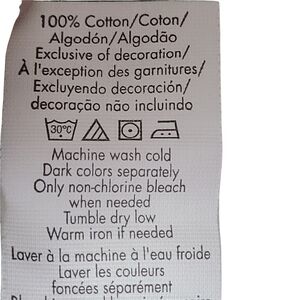 100% Cotton/Coton/
Algodón/Algodão
Exclusive of decoration/
À l'exception des garnitures/
Excluyendo decoración/
decoração não incluindo
30°C
Machine wash cold
Dark colors separately
Only non-chlorine bleach
when needed
Tumble dry low
Warm iron if needed
Laver à la machine à l'eau froide
Laver les couleurs
foncées séparément